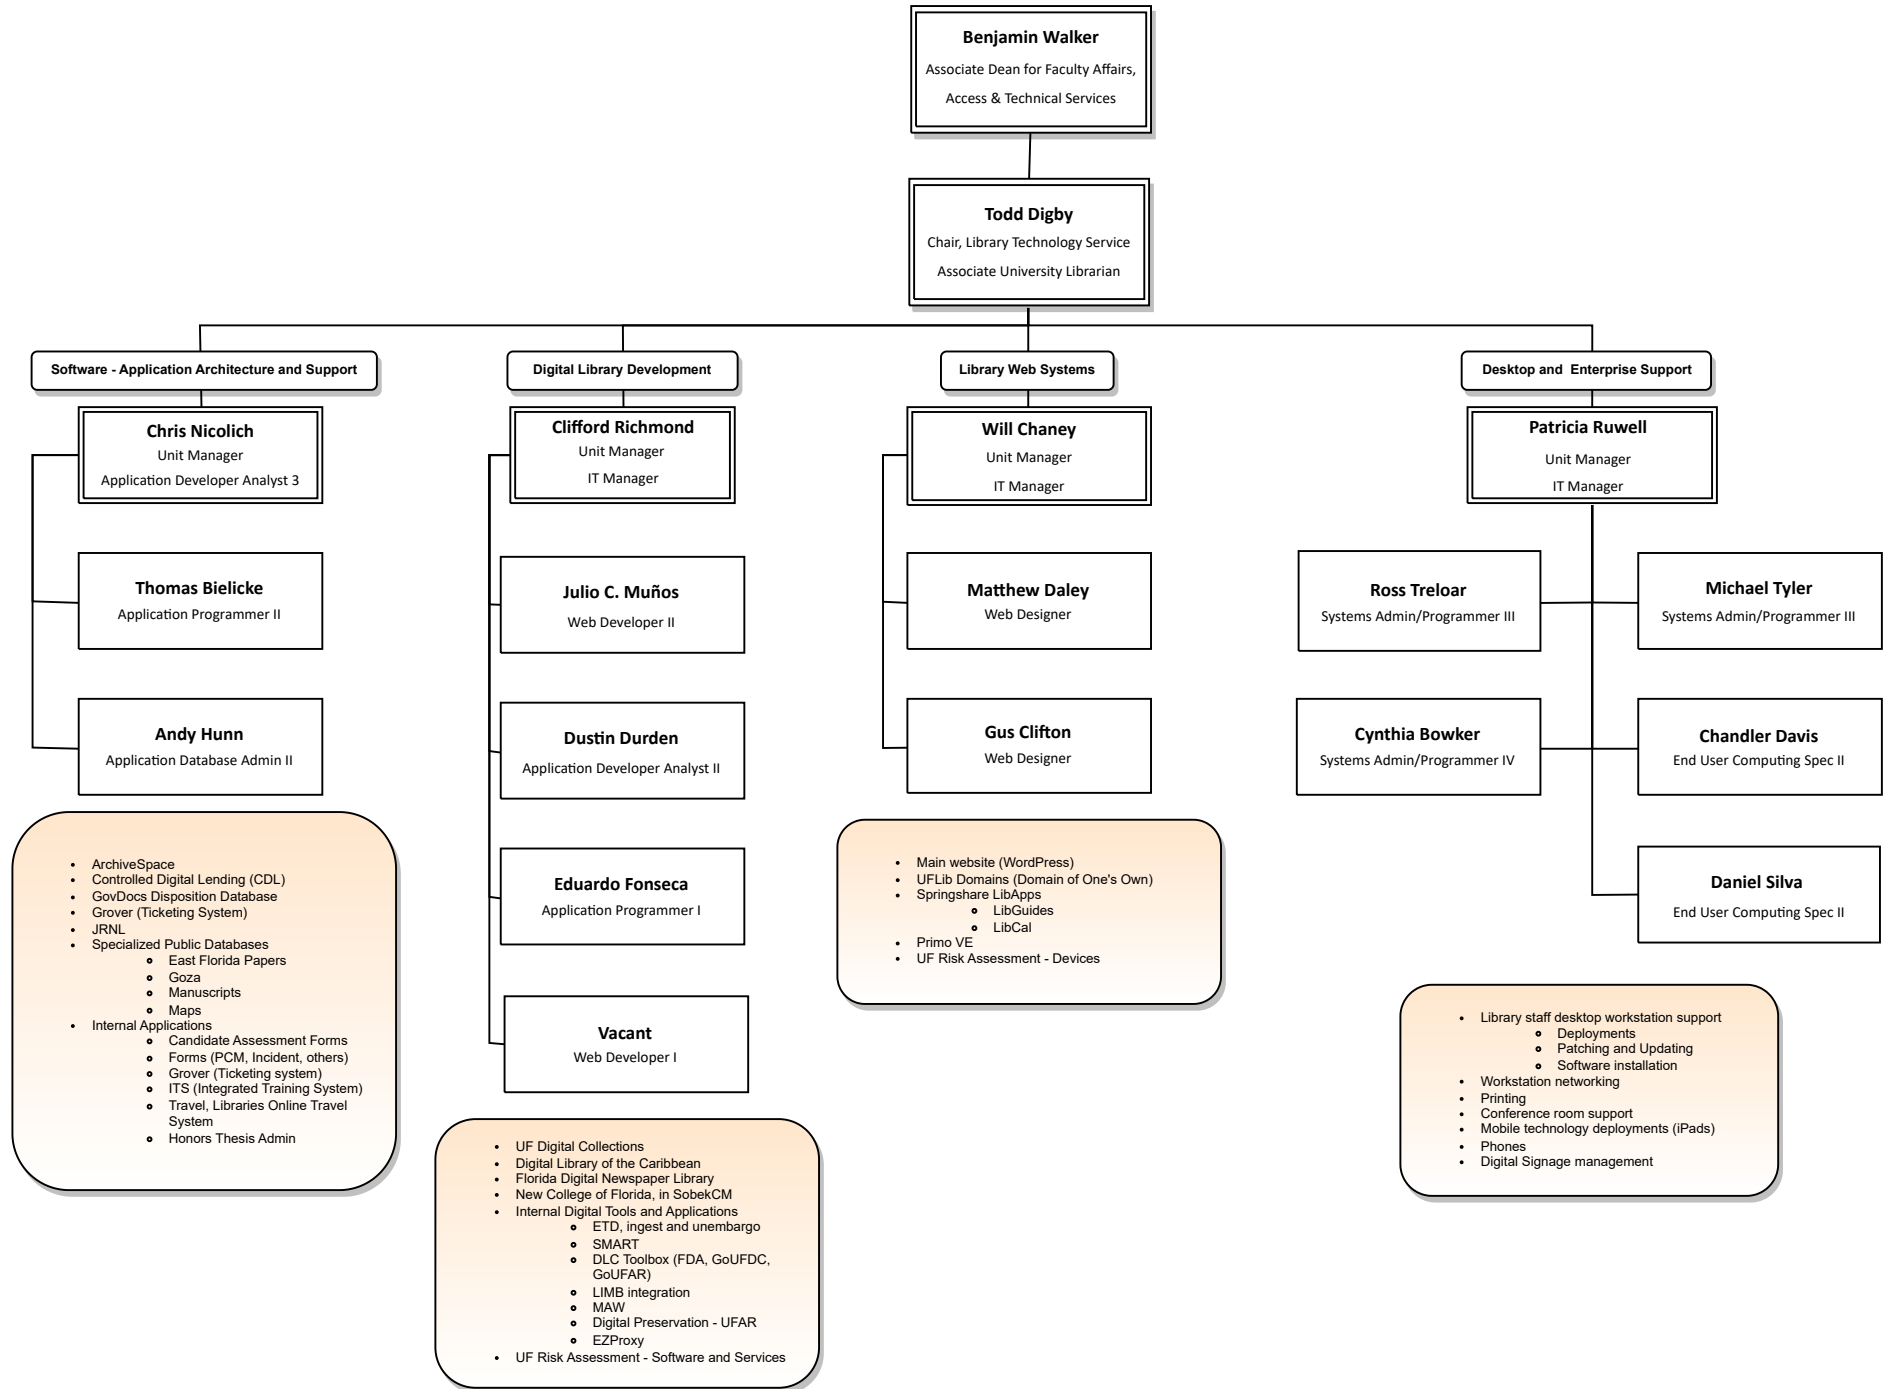 Benjamin Walker
Associate Dean for Faculty Affairs,
Access & Technical Services
Todd Digby
Chair, Library Technology Service
Associate University Librarian
Software - Application Architecture and Support
Chris Nicolich
Unit Manager
Application Developer Analyst 3
Thomas Bielicke
Application Programmer II
Andy Hunn
Application Database Admin II
• ArchiveSpace
• Controlled Digital Lending (CDL)
• GovDocs Disposition Database
• Grover (Ticketing System)
• JRNL
• Specialized Public Databases
East Florida Papers
Goza
Manuscripts
Maps
• Internal Applications
Candidate Assessment Forms
Forms (PCM, Incident, others)
Grover (Ticketing system)
ITS (Integrated Training System)
Travel, Libraries Online Travel
System
Honors Thesis Admin
Digital Library Development
Clifford Richmond
Unit Manager
IT Manager
Julio C. Muños
Web Developer II
Dustin Durden
Application Developer Analyst II
Eduardo Fonseca
Application Programmer I
Vacant
Web Developer I
• UF Digital Collections
• Digital Library of the Caribbean
• Florida Digital Newspaper Library
• New College of Florida, in SobekCM
• Internal Digital Tools and Applications
ETD, ingest and unembargo
SMART
DLC Toolbox (FDA, GoUFDC,
GoUFAR)
LIMB integration
MAW
Digital Preservation - UFAR
EZProxy
• UF Risk Assessment - Software and Services
Library Web Systems
Will Chaney
Unit Manager
IT Manager
Matthew Daley
Web Designer
Gus Clifton
Web Designer
• Main website (WordPress)
• UFLib Domains (Domain of One's Own)
• Springshare LibApps
LibGuides
LibCal
• Primo VE
• UF Risk Assessment - Devices
Desktop and Enterprise Support
Patricia Ruwell
Unit Manager
IT Manager
Ross Treloar
Systems Admin/Programmer III
Michael Tyler
Systems Admin/Programmer III
Cynthia Bowker
Systems Admin/Programmer IV
Chandler Davis
End User Computing Spec II
Daniel Silva
End User Computing Spec II
• Library staff desktop workstation support
Deployments
Patching and Updating
Software installation
• Workstation networking
• Printing
• Conference room support
• Mobile technology deployments (iPads)
• Phones
• Digital Signage management